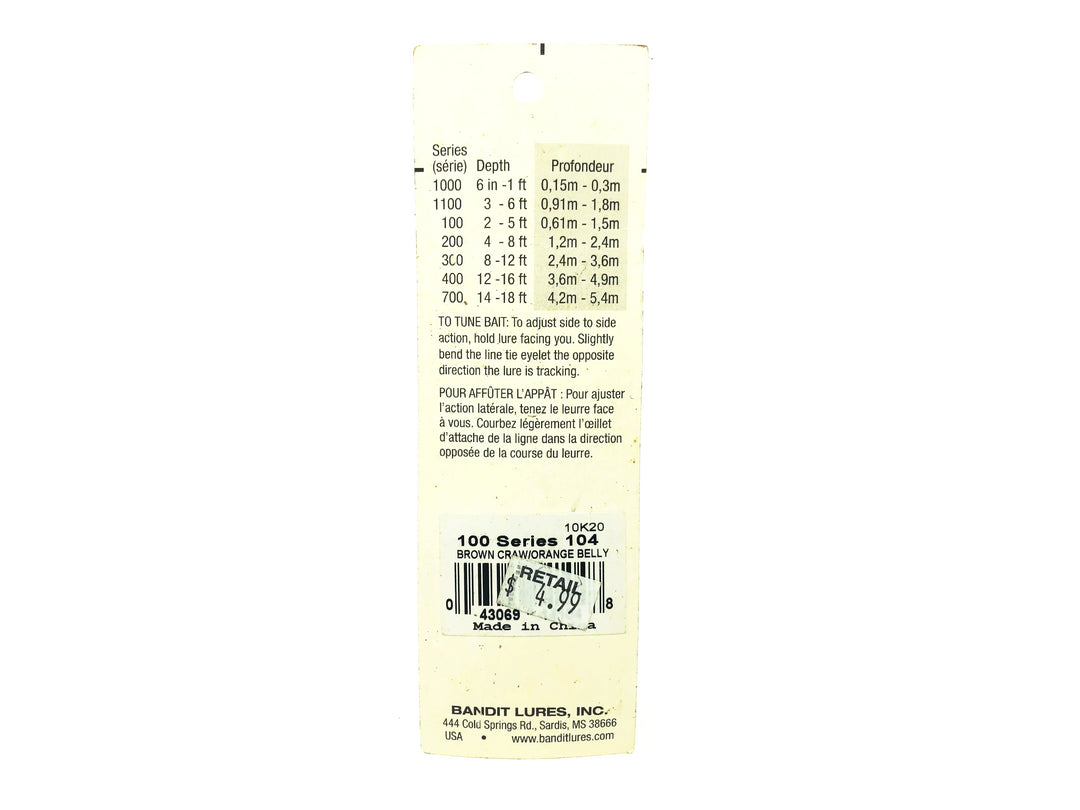 Series
(série) Depth Profondeur
1000 6 in -1 ft 0,15m - 0,3m
1100 3 - 6 ft 0,91m - 1,8m
100 2 - 5 ft 0,61m - 1,5m
200 4 - 8 ft 1,2m - 2,4m
300 8 -12 ft 2,4m - 3,6m
400 12 -16 ft 3,6m - 4,9m
700 14 -18 ft 4,2m - 5,4m
TO TUNE BAIT: To adjust side to side
action, hold lure facing you. Slightly
bend the line tie eyelet the opposite
direction the lure is tracking.
POUR AFFÛTER L'APPÂT : Pour ajuster
l'action latérale, tenez le leurre face
à vous. Courbez légèrement l'œillet
d'attache de la ligne dans la direction
opposée de la course du leurre.
10K20
100 Series 104
BROWN CRAW/ORANGE BELLY
RETAIL
$ 4.99
0 43069 8
Made in China
BANDIT LURES, INC.
444 Cold Springs Rd., Sardis, MS 38666
USA • www.banditlures.com